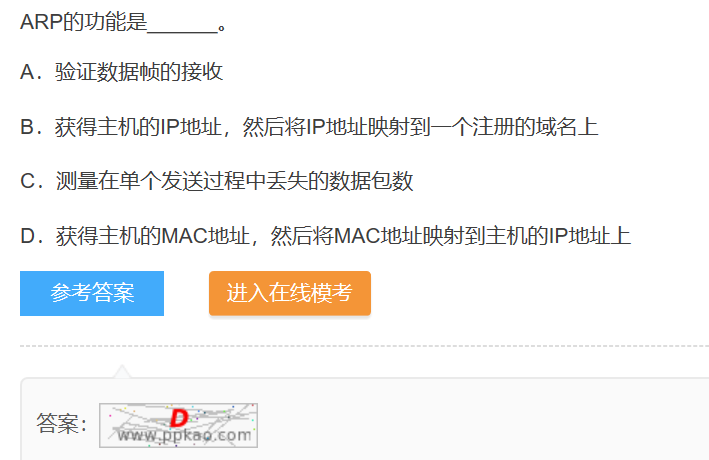 ARP的功能是______。
A．验证数据帧的接收
B．获得主机的IP地址，然后将IP地址映射到一个注册的域名上
C．测量在单个发送过程中丢失的数据包数
D．获得主机的MAC地址，然后将MAC地址映射到主机的IP地址上
参考答案 进入在线模考
答案： D
www.ppkao.com